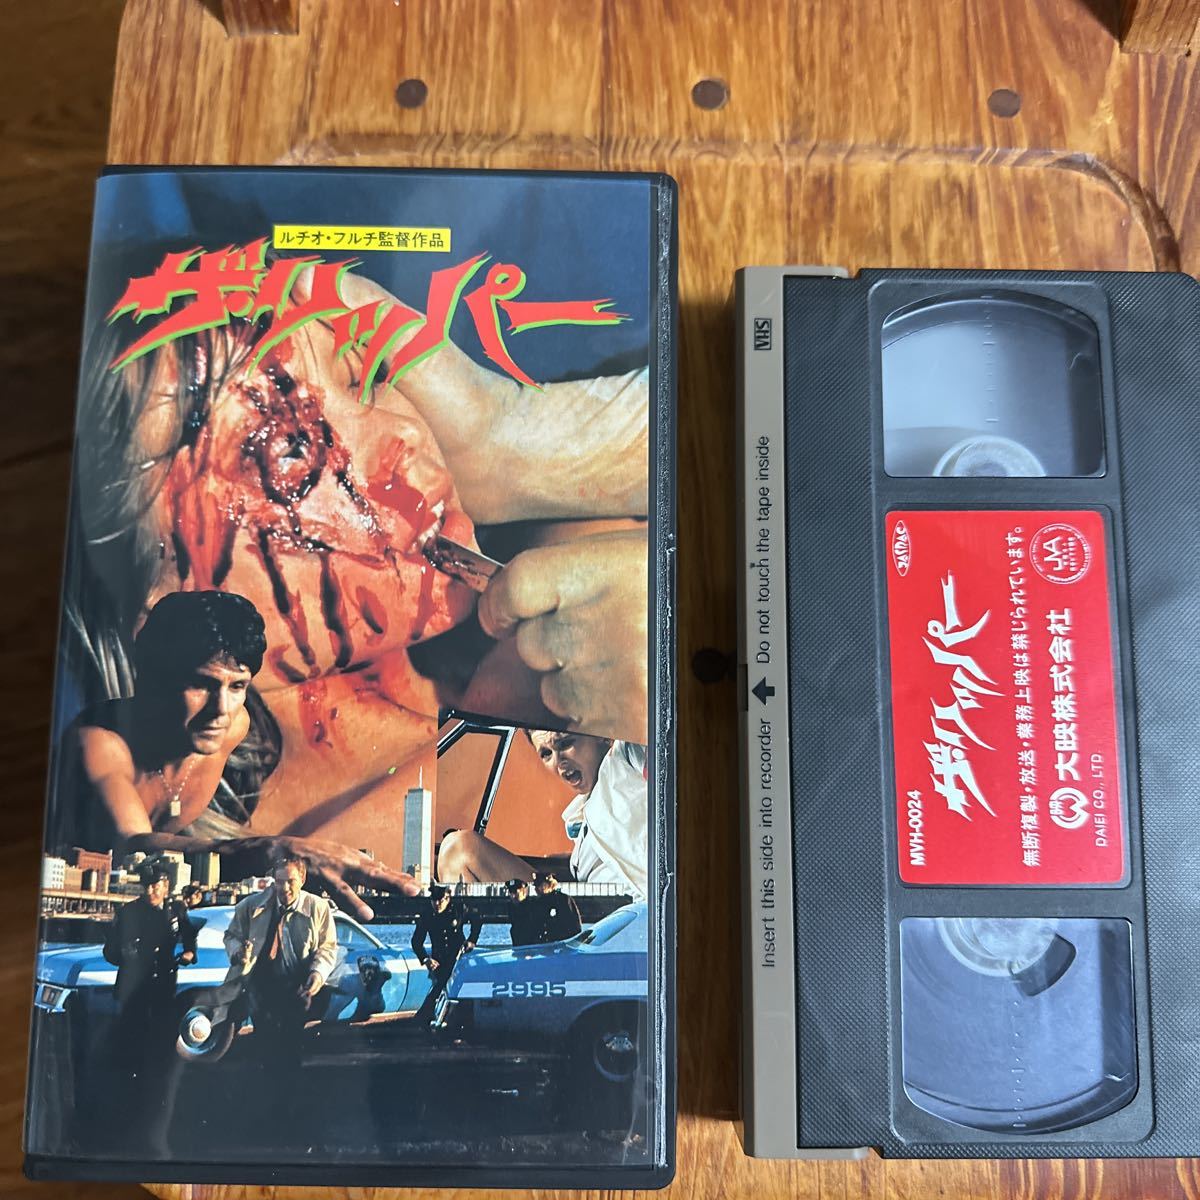 ルチオ・フルチ監督作品
ザ・リッパー
2995
VHS
Insert this side into recorder ↑ Do not touch the tape inside
MVH-0024
ザ・リッパー
無断複製・放送・業務上映は禁じられています。
大映株式会社
DAIEI CO., LTD
JVA